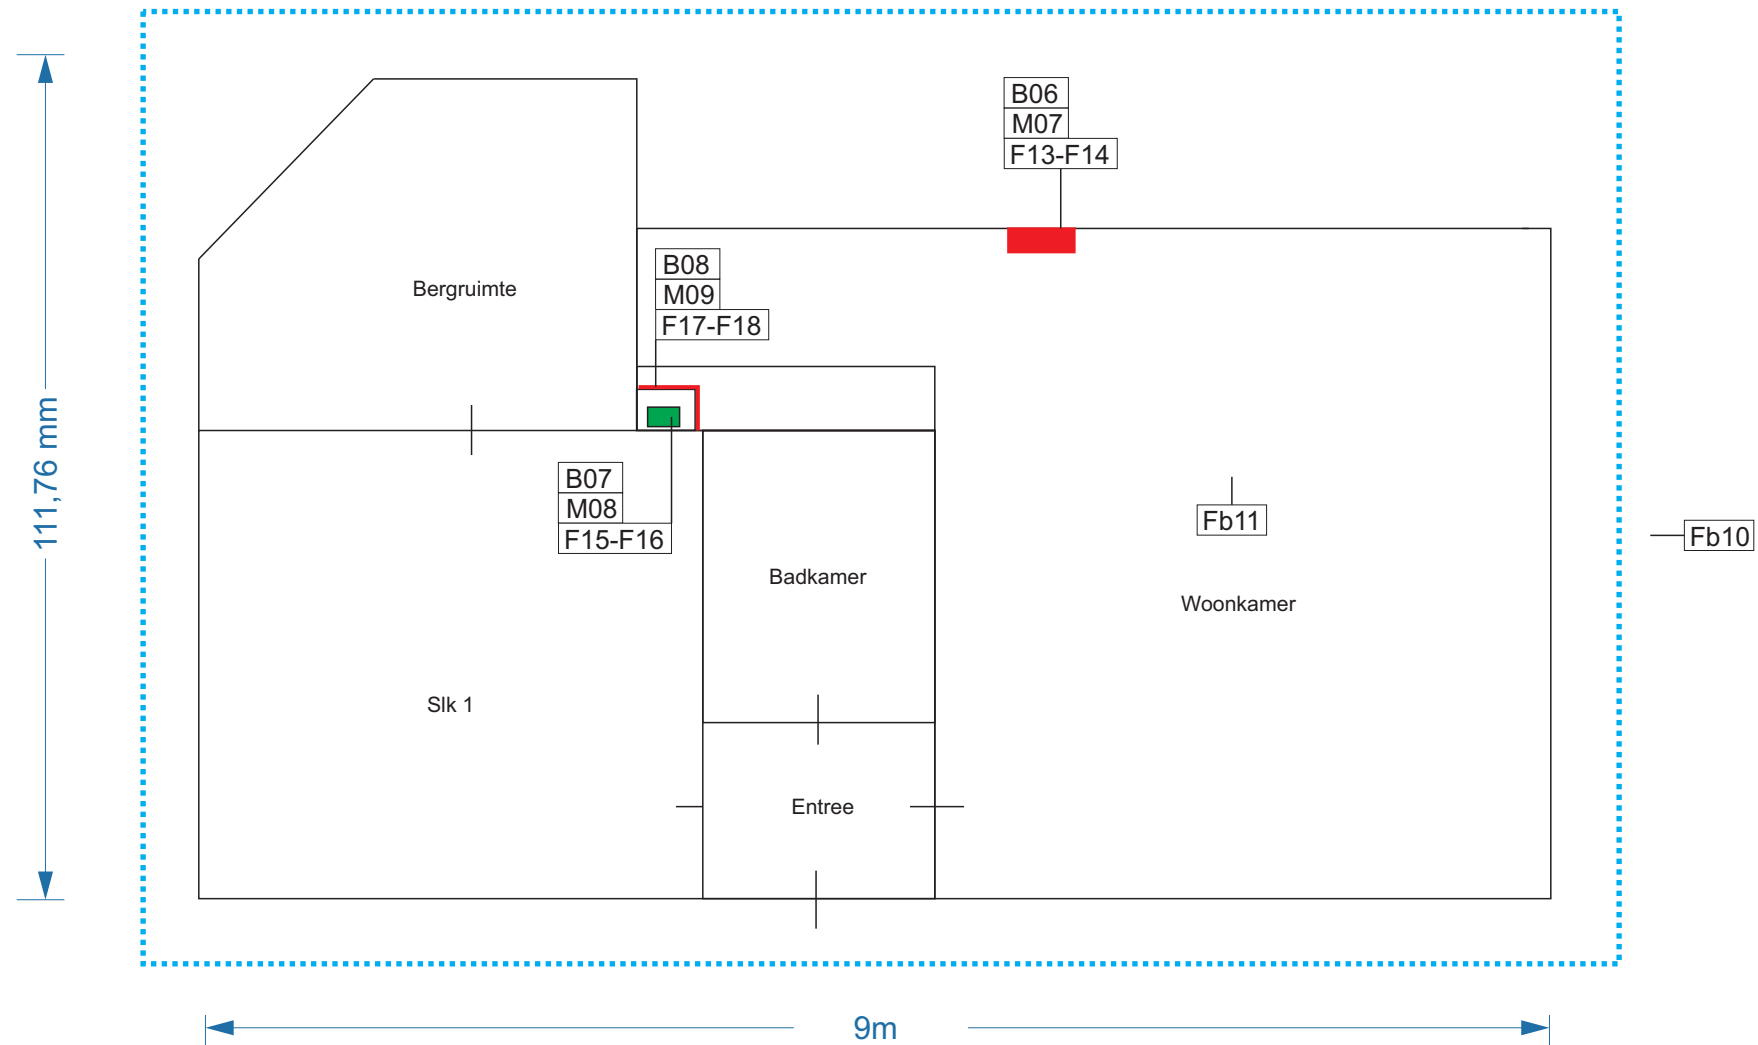 B06
M07
F13-F14
B08
M09
F17-F18
Bergruimte
111,76 mm
B07
M08
F15-F16
Fb11
Fb10
Badkamer
Woonkamer
Slk 1
Entree
9m